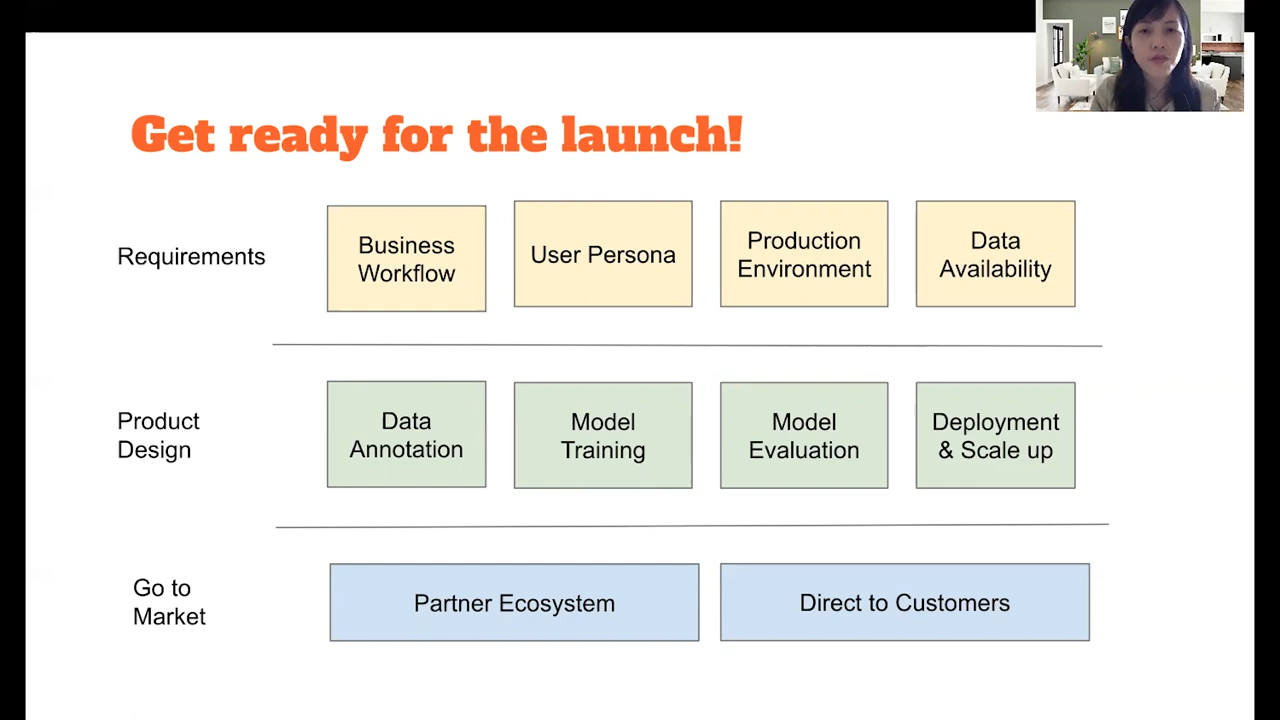 Get ready for the launch!
Requirements
Business
Workflow
User Persona
Production
Environment
Data
Availability
Product
Design
Data
Annotation
Model
Training
Model
Evaluation
Deployment
& Scale up
Go to
Market
Partner Ecosystem
Direct to Customers